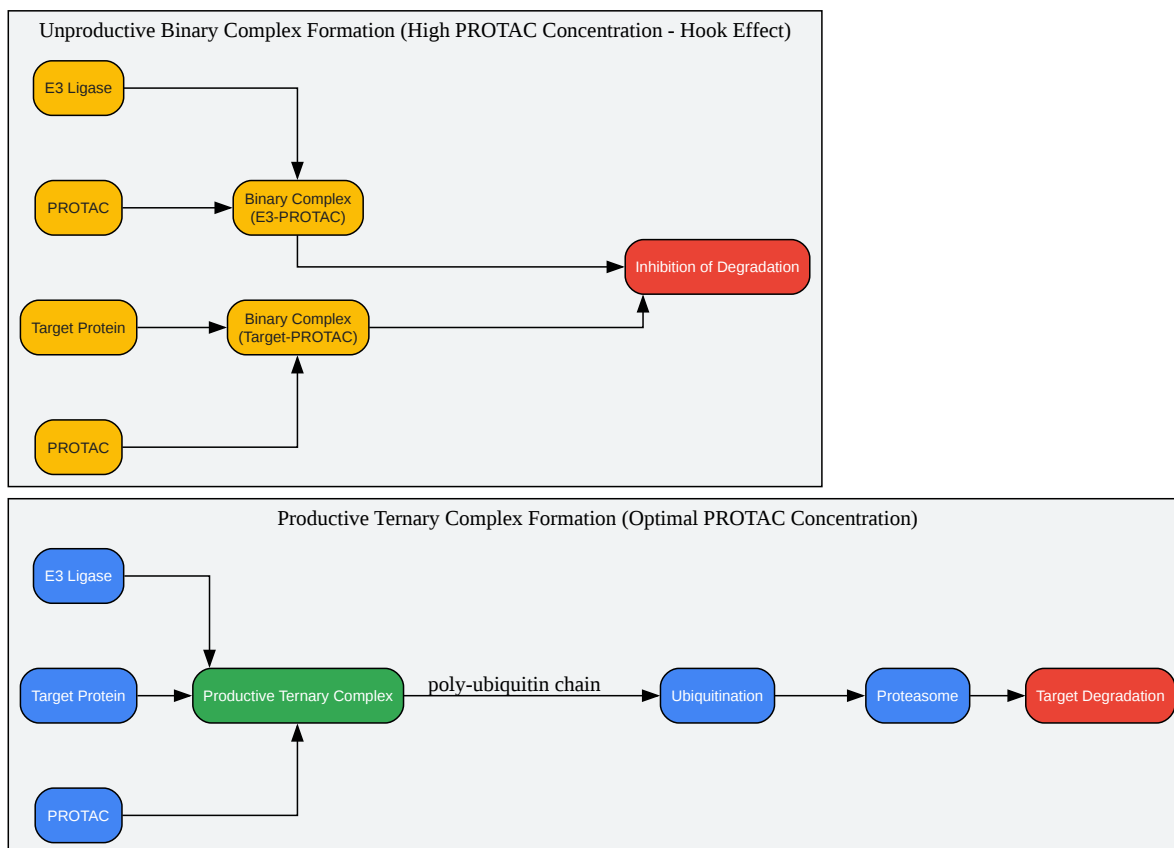 Unproductive Binary Complex Formation (High PROTAC Concentration - Hook Effect)
E3 Ligase
PROTAC
Binary Complex
(E3-PROTAC)
Inhibition of Degradation
Target Protein
Binary Complex
(Target-PROTAC)
PROTAC
Productive Ternary Complex Formation (Optimal PROTAC Concentration)
E3 Ligase
Target Protein
Productive Ternary Complex
poly-ubiquitin chain
Ubiquitination
Proteasome
Target Degradation
PROTAC